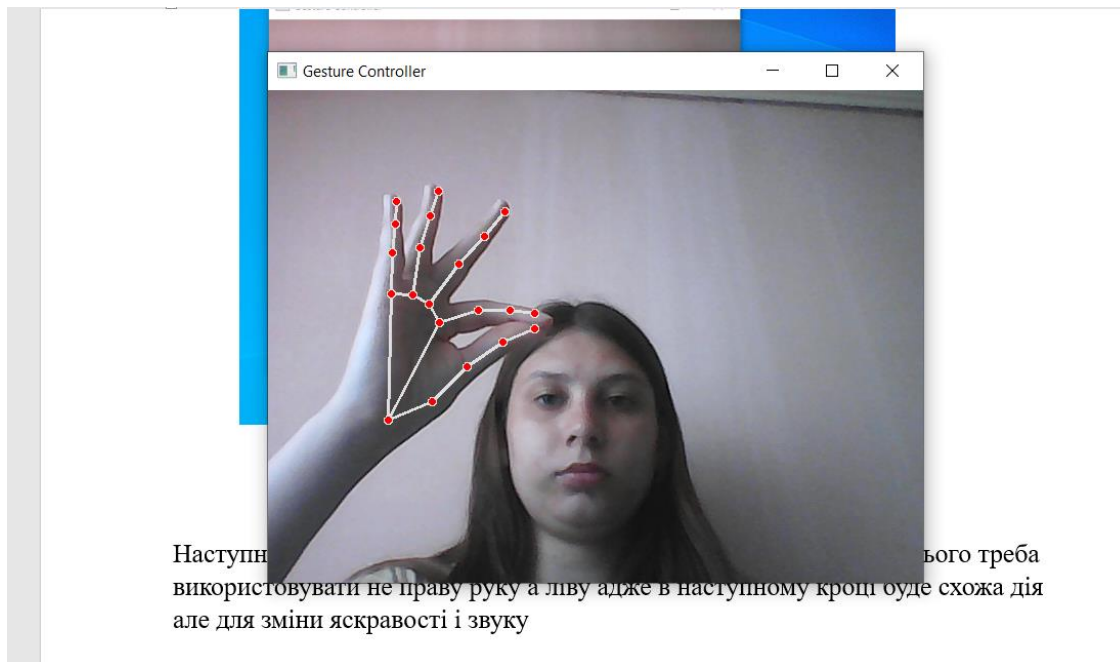 Gesture Controller
ього треба
використовувати не праву руку а ліву адже в наступному кроці буде схожа дія
але для зміни яскравості і звуку